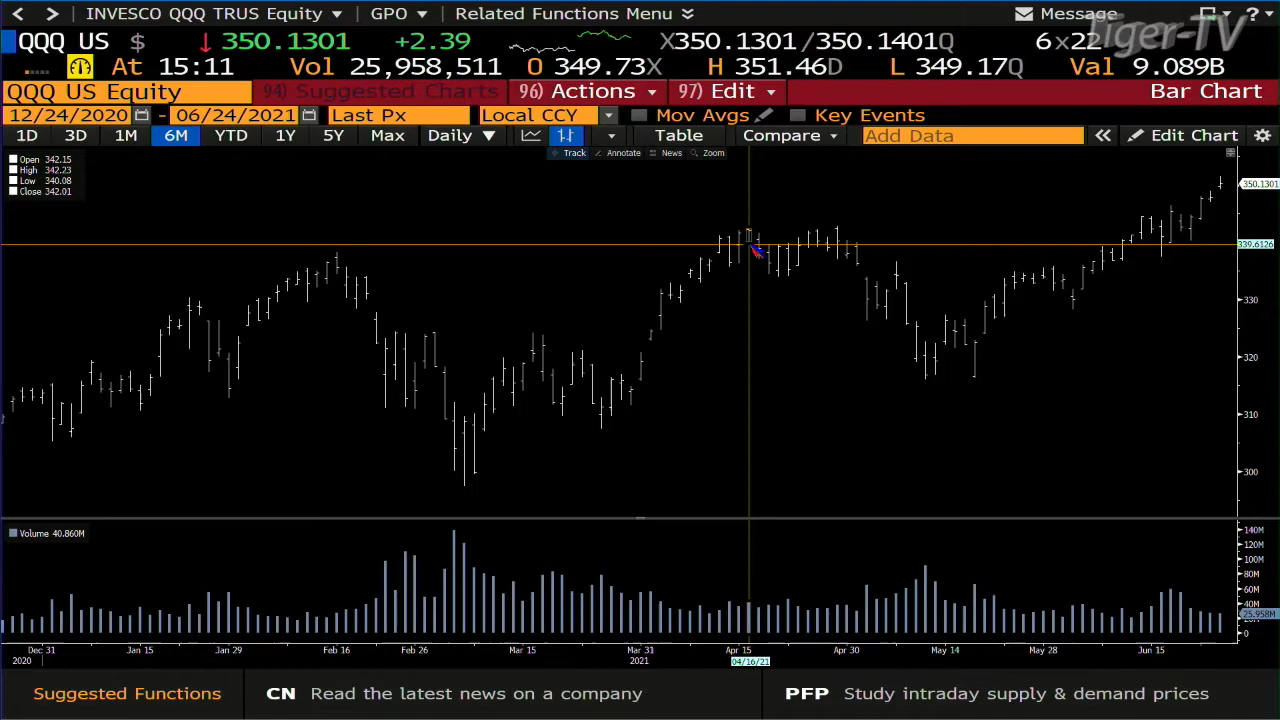 INVESCO QQQ TRUS Equity GPO Related Functions Menu Message ?
QQQ US $ 350.1301 +2.39 X350.1301/350.1401Q 6x22
Tiger-TV
At 15:11 Vol 25,958,511 O 349.73X H 351.46D L 349.17Q Val 9.089B
QQQ US Equity 94) Suggested Charts 96) Actions 97) Edit Bar Chart
12/24/2020 - 06/24/2021 Last Px Local CCY Mov Avgs Key Events
1D 3D 1M 6M YTD 1Y 5Y Max Daily Table Compare Add Data Edit Chart
Track Annotate News Zoom
Open 342.15
High 342.23
Low 340.08
Close 342.01
350.1301
339.6126
330
320
310
300
Volume 40.860M
140M
120M
100M
80M
60M
40M
25.958M
0
Dec 31 Jan 15 Jan 29 Feb 16 Feb 26 Mar 15 Mar 31 Apr 15 Apr 30 May 14 May 28 Jun 15
2020 2021 04/16/21
Suggested Functions CN Read the latest news on a company PFP Study intraday supply & demand prices